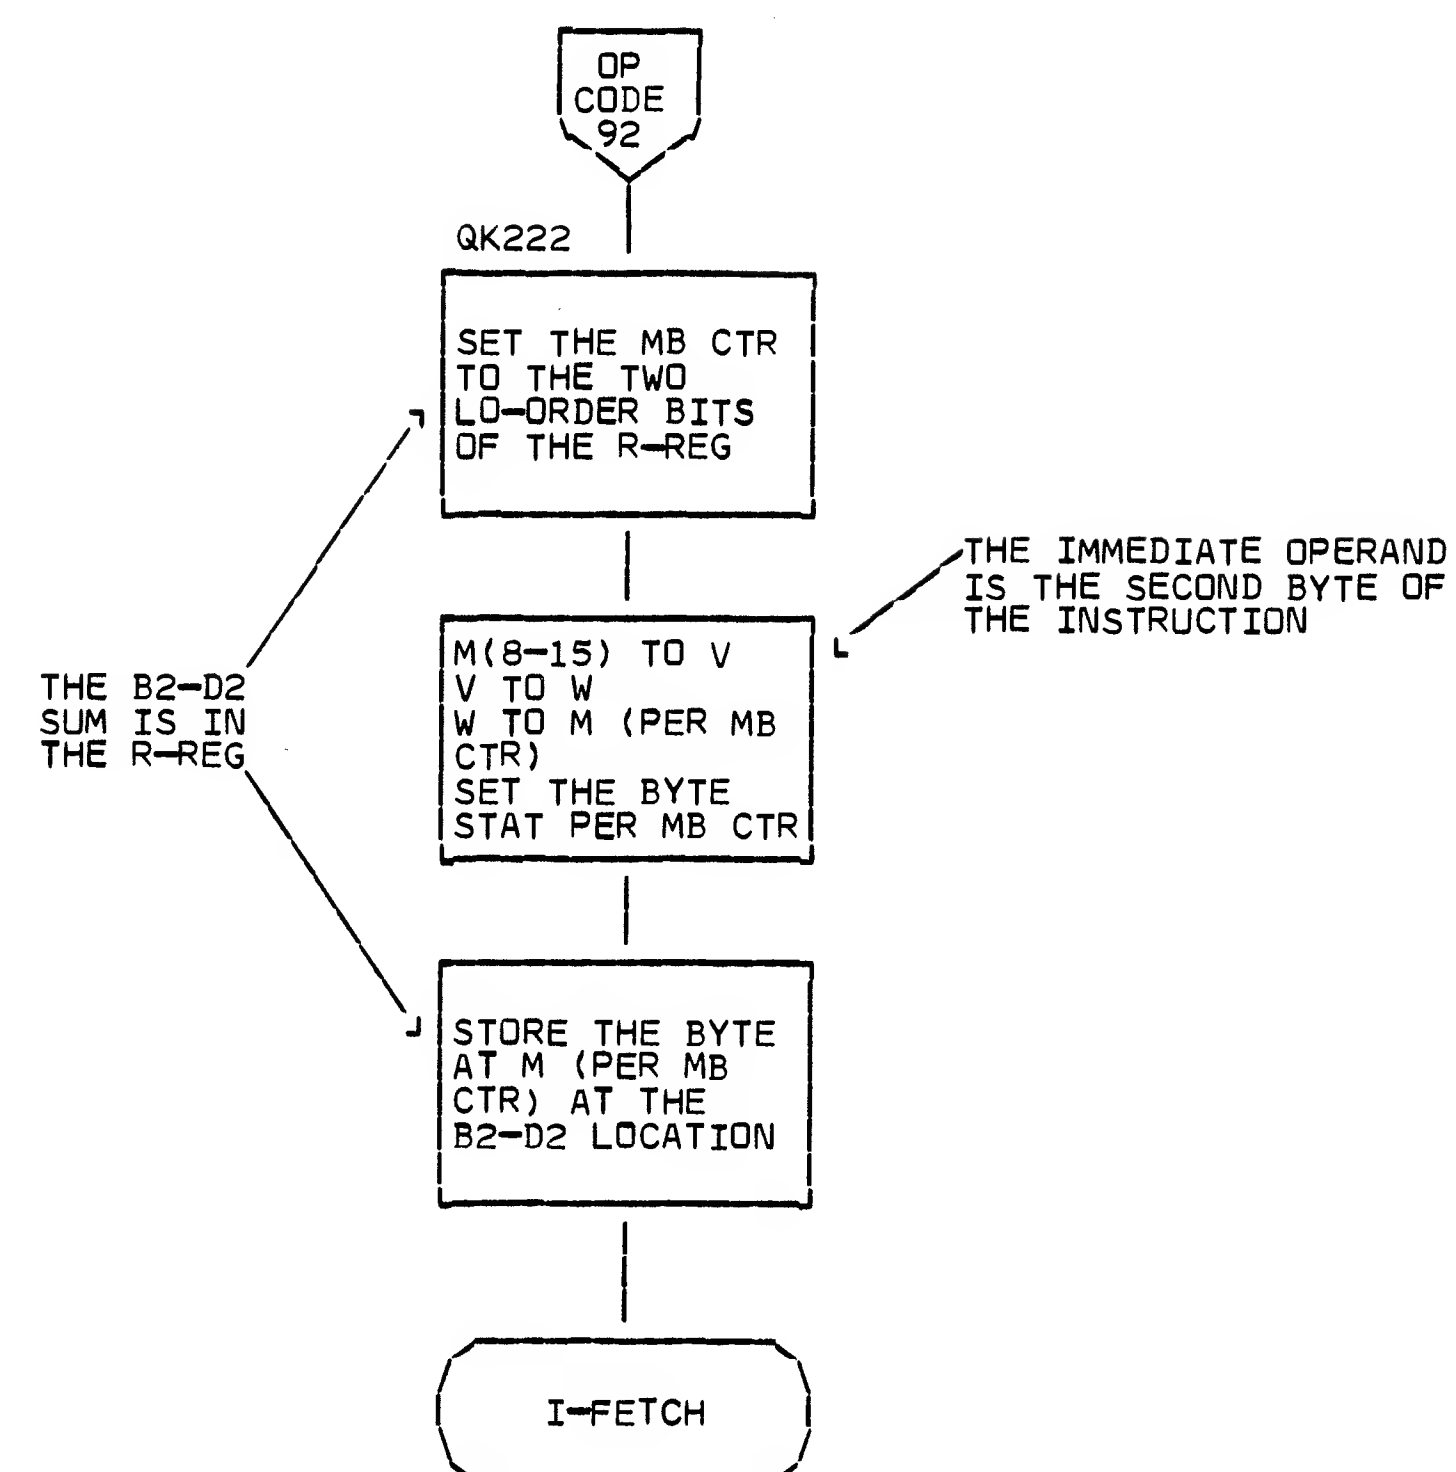 OP
CODE
92
QK222
SET THE MB CTR
TO THE TWO
LO-ORDER BITS
OF THE R-REG
THE IMMEDIATE OPERAND
IS THE SECOND BYTE OF
THE INSTRUCTION
M(8-15) TO V
V TO W
W TO M (PER MB
CTR)
SET THE BYTE
STAT PER MB CTR
THE B2-D2
SUM IS IN
THE R-REG
STORE THE BYTE
AT M (PER MB
CTR) AT THE
B2-D2 LOCATION
I-FETCH